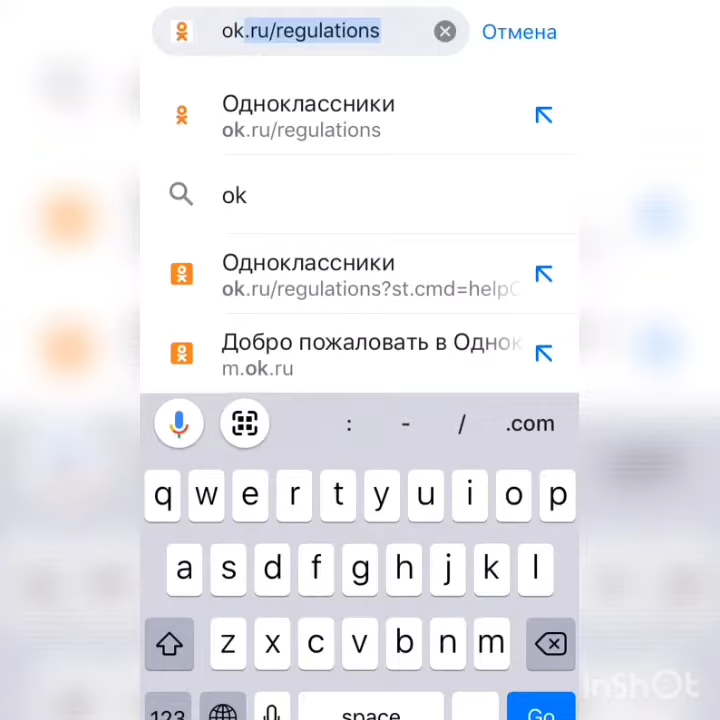 ok.ru/regulations
Отмена
Одноклассники
ok.ru/regulations
ok
Одноклассники
ok.ru/regulations?st.cmd=help
Добро пожаловать в Однок
m.ok.ru
: - / .com
q w e r t y u i o p
a s d f g h j k l
z x c v b n m
123 space Go
InShOt